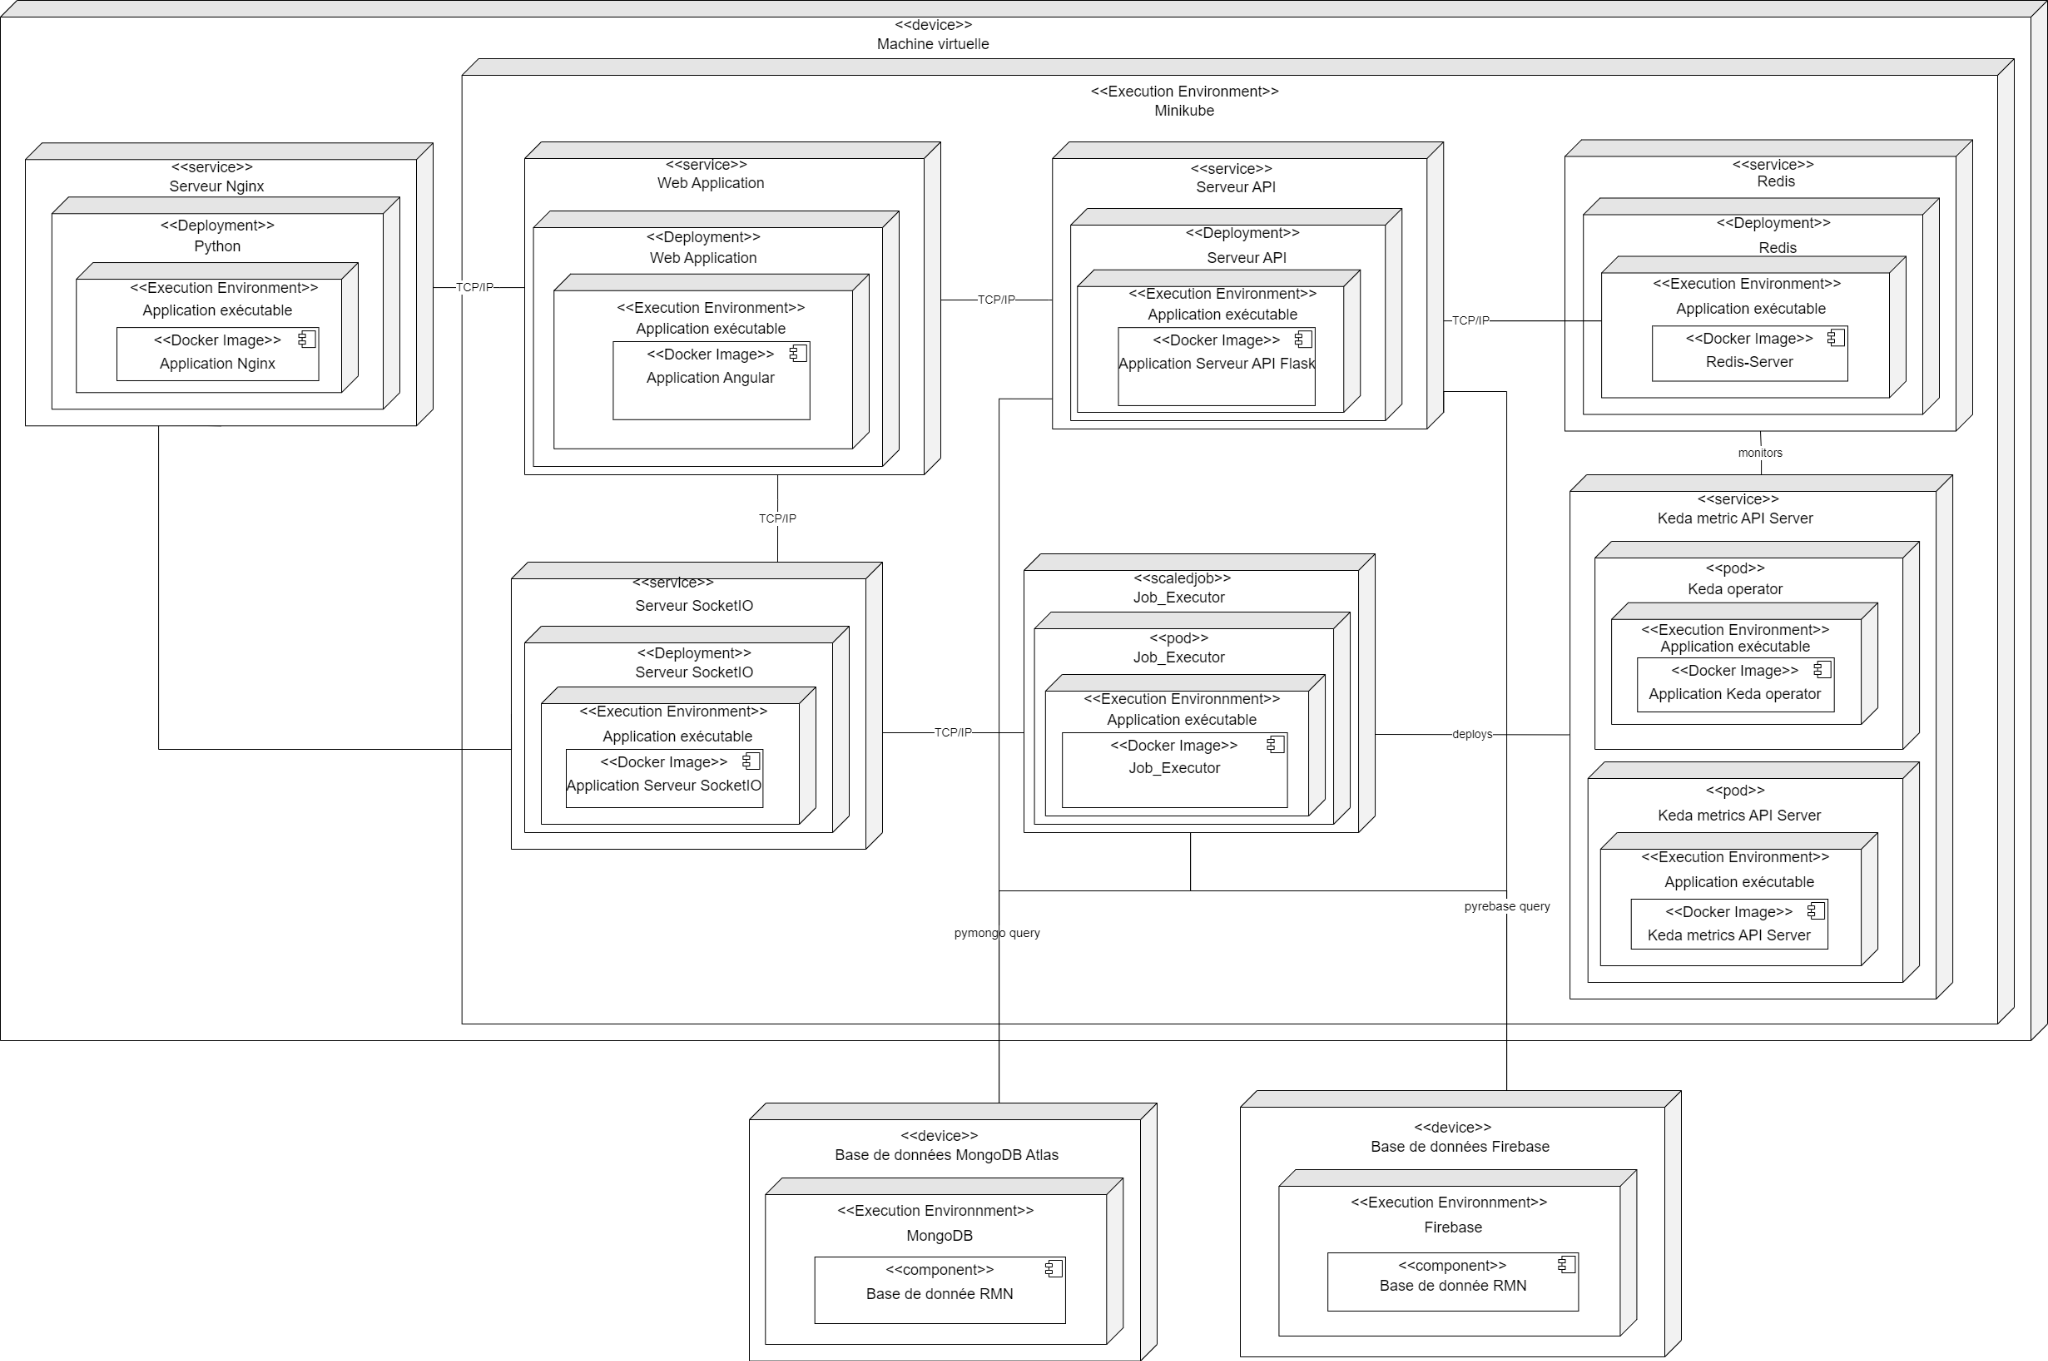 <<device>>
Machine virtuelle
<<Execution Environment>>
Minikube
<<service>>
Serveur Nginx
<<Deployment>>
Python
<<Execution Environment>>
Application exécutable
<<Docker Image>>
Application Nginx
TCP/IP
<<service>>
Web Application
<<Deployment>>
Web Application
<<Execution Environment>>
Application exécutable
<<Docker Image>>
Application Angular
TCP/IP
<<service>>
Serveur API
<<Deployment>>
Serveur API
<<Execution Environment>>
Application exécutable
<<Docker Image>>
Application Serveur API Flask
TCP/IP
<<service>>
Redis
<<Deployment>>
Redis
<<Execution Environment>>
Application exécutable
<<Docker Image>>
Redis-Server
monitors
TCP/IP
<<service>>
Serveur SocketIO
<<Deployment>>
Serveur SocketIO
<<Execution Environment>>
Application exécutable
<<Docker Image>>
Application Serveur SocketIO
TCP/IP
<<scaledjob>>
Job_Executor
<<pod>>
Job_Executor
<<Execution Environnment>>
Application exécutable
<<Docker Image>>
Job_Executor
deploys
<<service>>
Keda metric API Server
<<pod>>
Keda operator
<<Execution Environment>>
Application exécutable
<<Docker Image>>
Application Keda operator
<<pod>>
Keda metrics API Server
<<Execution Environment>>
Application exécutable
<<Docker Image>>
Keda metrics API Server
pyrebase query
pymongo query
<<device>>
Base de données MongoDB Atlas
<<Execution Environnment>>
MongoDB
<<component>>
Base de donnée RMN
<<device>>
Base de données Firebase
<<Execution Environnment>>
Firebase
<<component>>
Base de donnée RMN